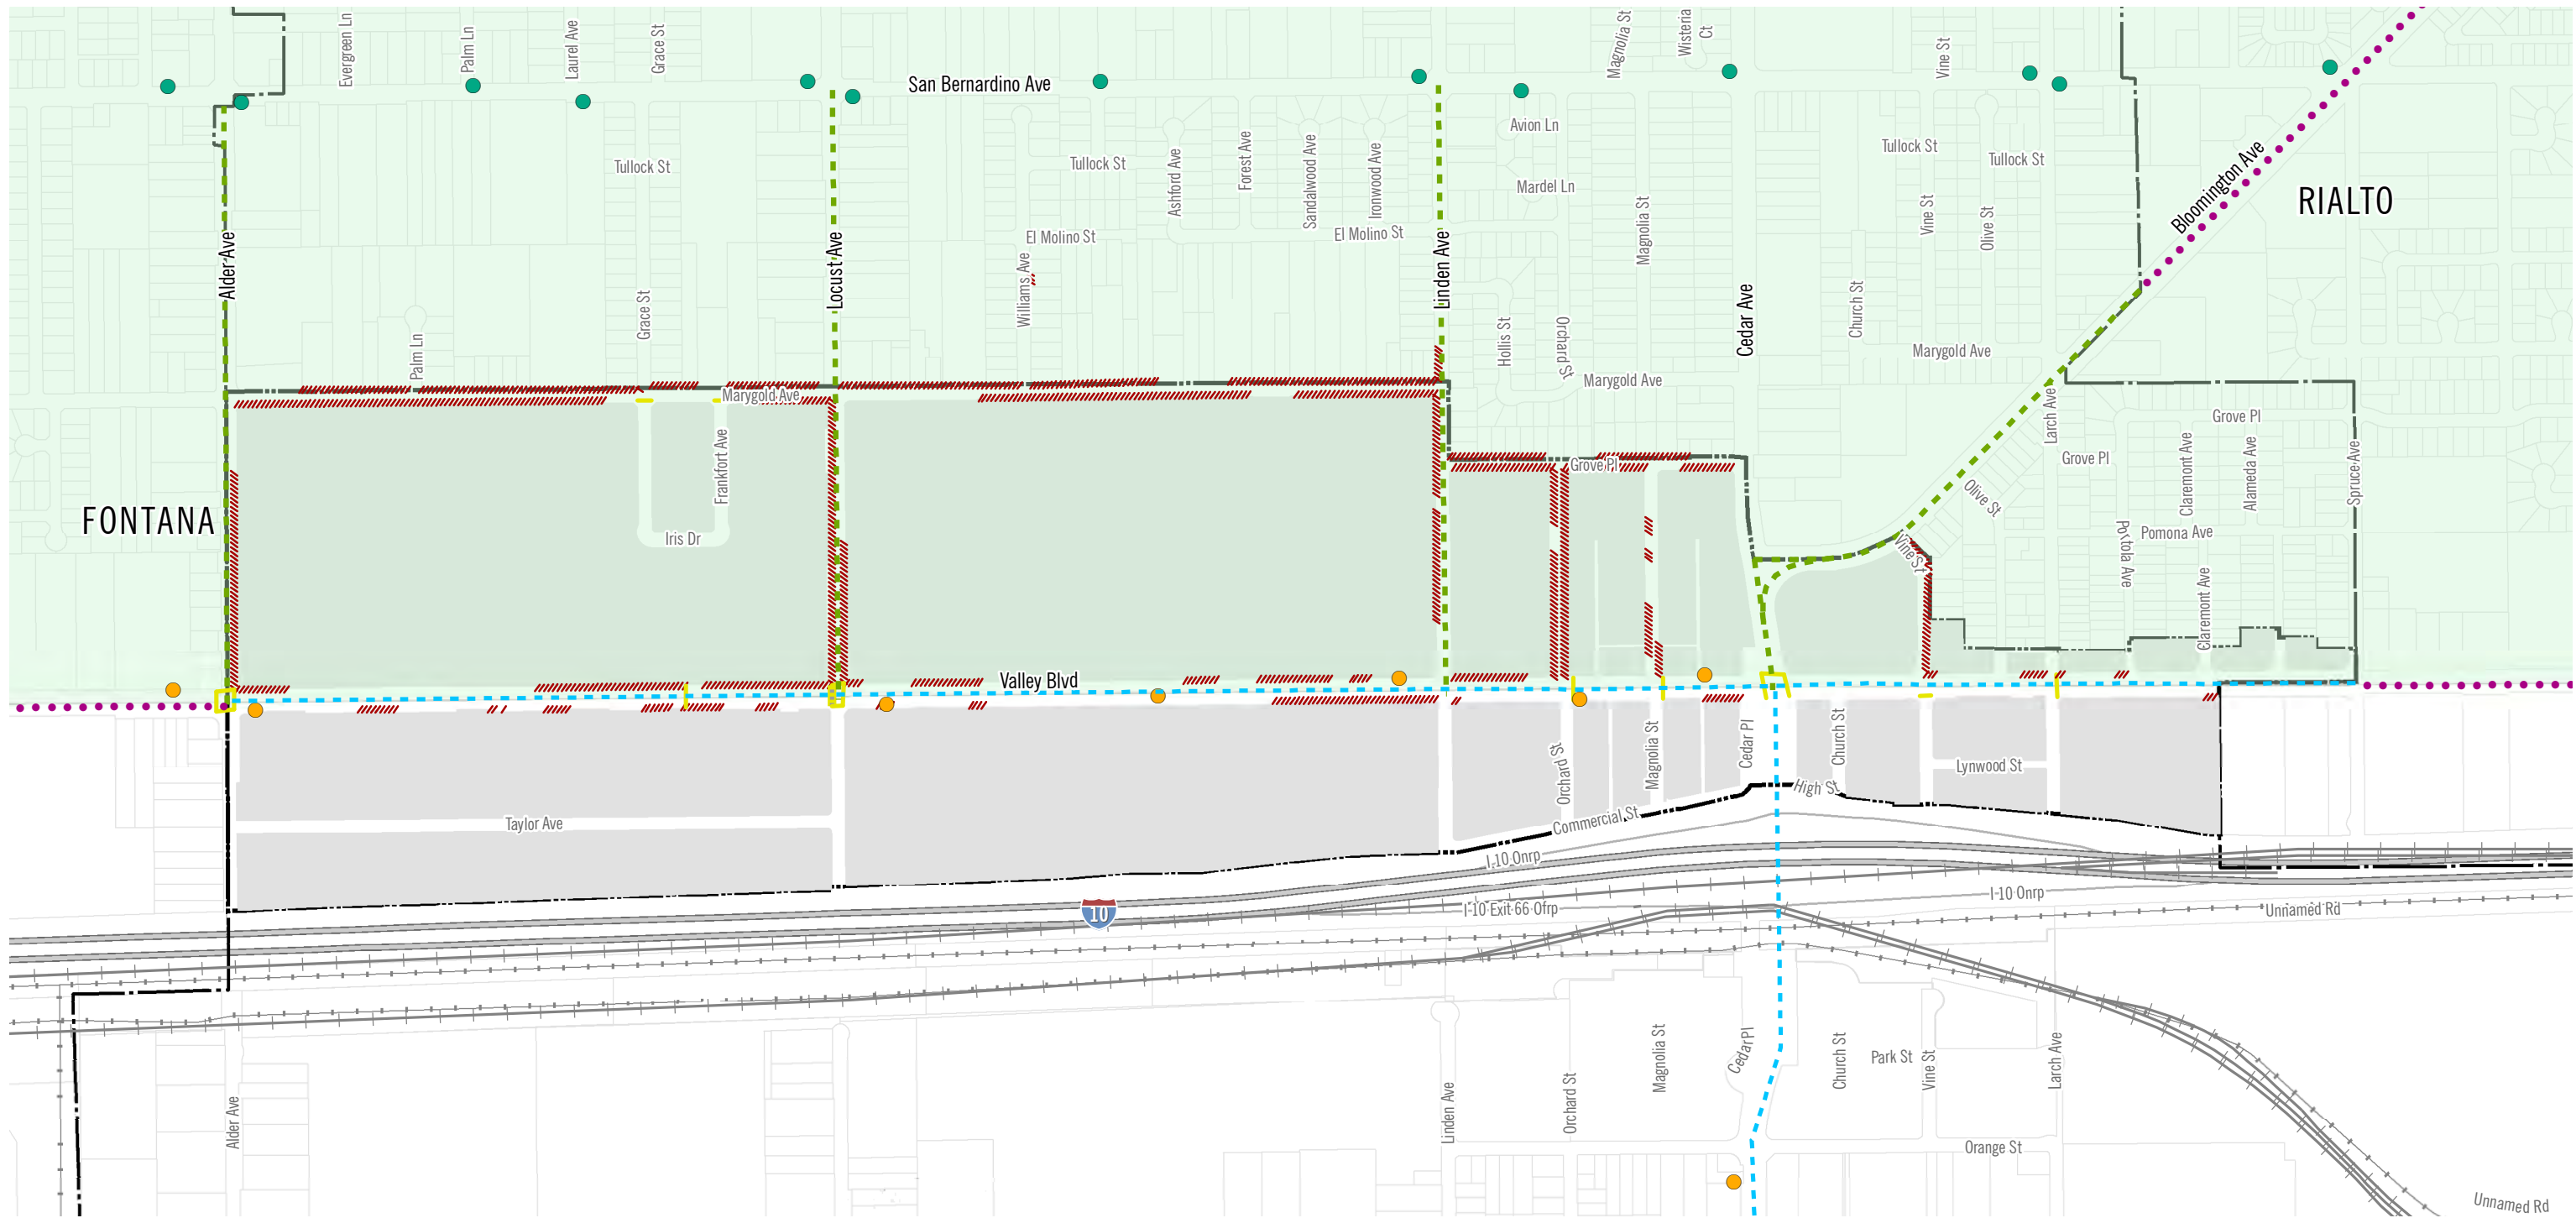 Evergreen Ln
Palm Ln
Laurel Ave
Grace St
Magnolia St
Wisteria
Ct
Vine St
San Bernardino Ave
Avion Ln
Tullock St
Tullock St
Tullock St
Tullock St
Ashford Ave
Forest Ave
Sandalwood Ave
Ironwood Ave
Mardel Ln
Magnolia St
Vine St
Olive St
Bloomington Ave
RIALTO
Alder Ave
Locust Ave
El Molino St
El Molino St
Linden Ave
Williams Ave
Grace St
Palm Ln
Hollis St
Orchard St
Cedar Ave
Church St
Marygold Ave
Marygold Ave
Marygold Ave
Larch Ave
Grove Pl
Grove Pl
Grove Pl
Frankfort Ave
Claremont Ave
Alameda Ave
Spruce Ave
Olive St
FONTANA
Iris Dr
Vine St
Postola Ave
Pomona Ave
Claremont Ave
Valley Blvd
Orchard St
Magnolia St
Cedar Pl
Church St
Lynwood St
High St
Taylor Ave
Commercial St
I-10 Onrp
I-10 Onrp
I-10 Exit 66 Ofrp
10
Unnamed Rd
Alder Ave
Linden Ave
Orchard St
Magnolia St
Cedar Pl
Church St
Park St
Vine St
Larch Ave
Orange St
Unnamed Rd